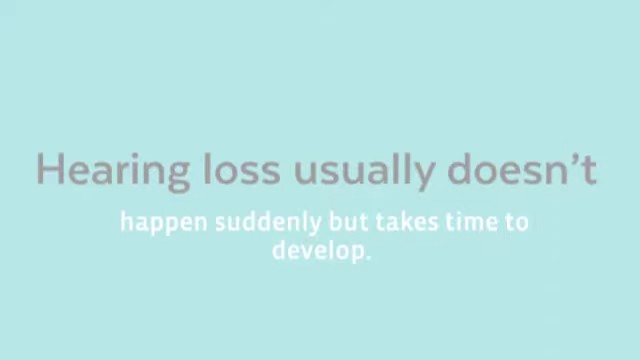 Hearing loss usually doesn’t
happen suddenly but takes time to
develop.